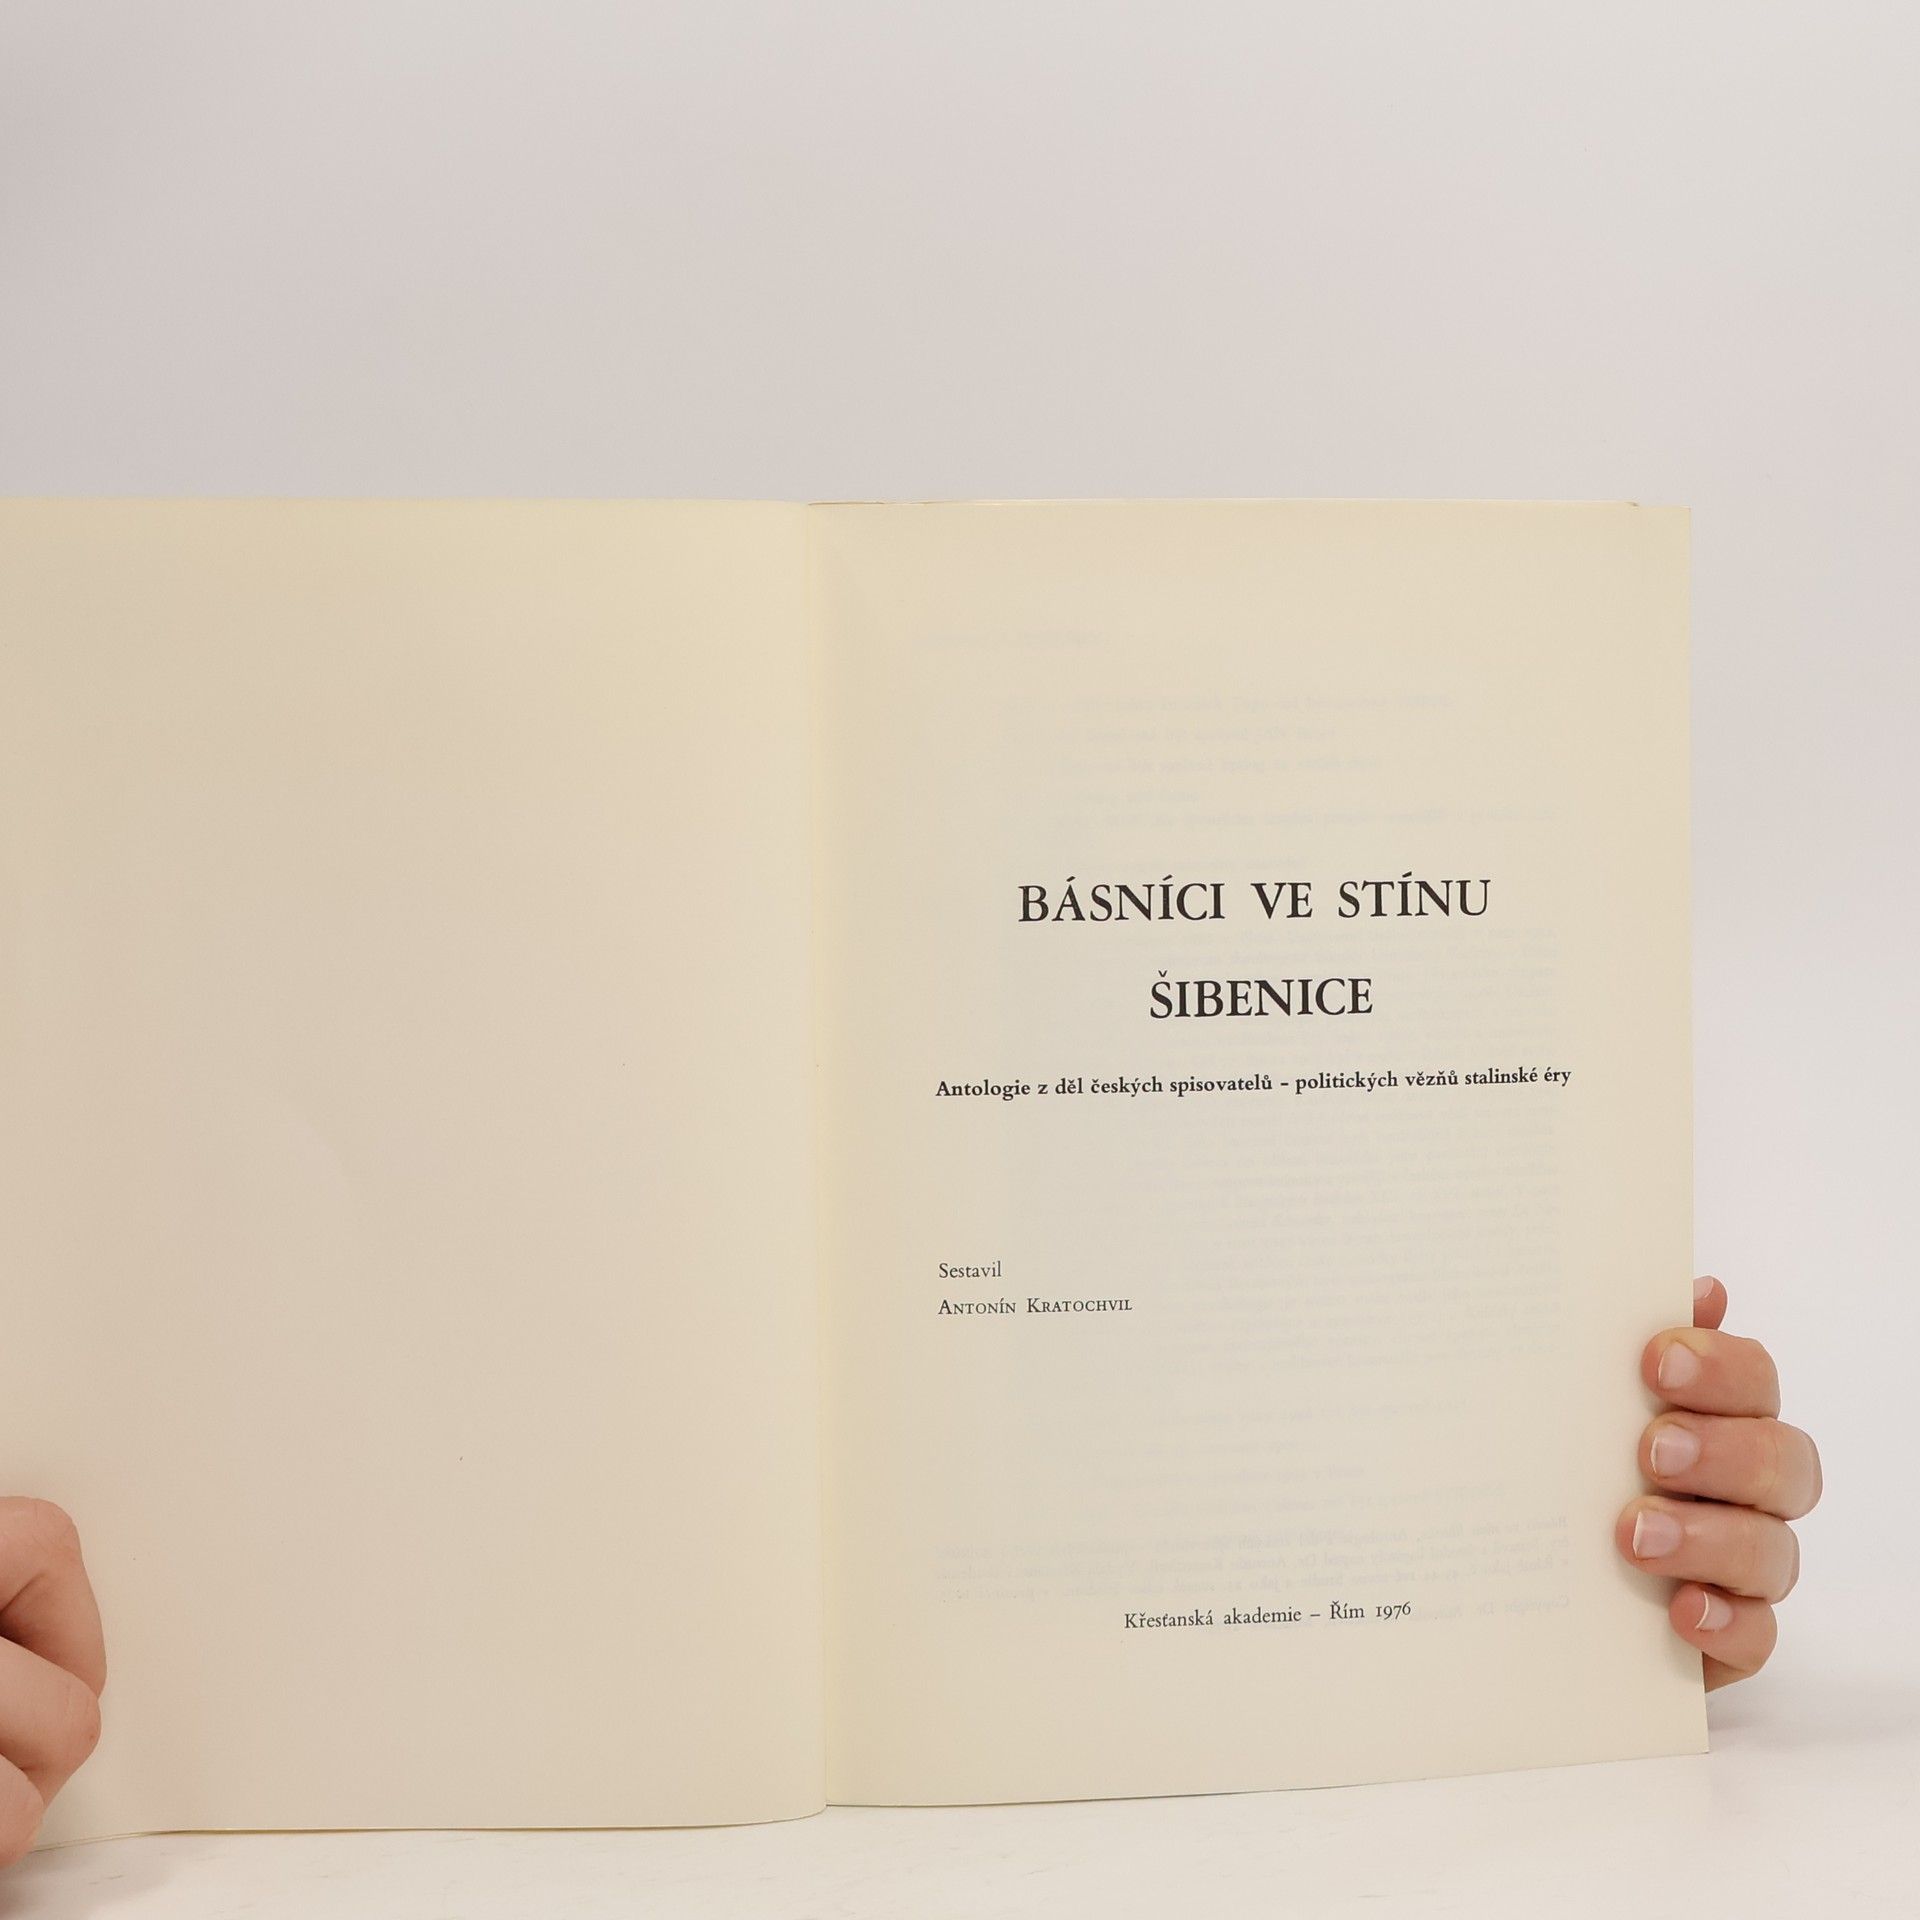 BÁSNÍCI VE STÍNU
ŠIBENICE
Antologie z děl českých spisovatelů – politických vězňů stalinské éry
Sestavil
Antonín Kratochvil
Křesťanská akademie – Řím 1976